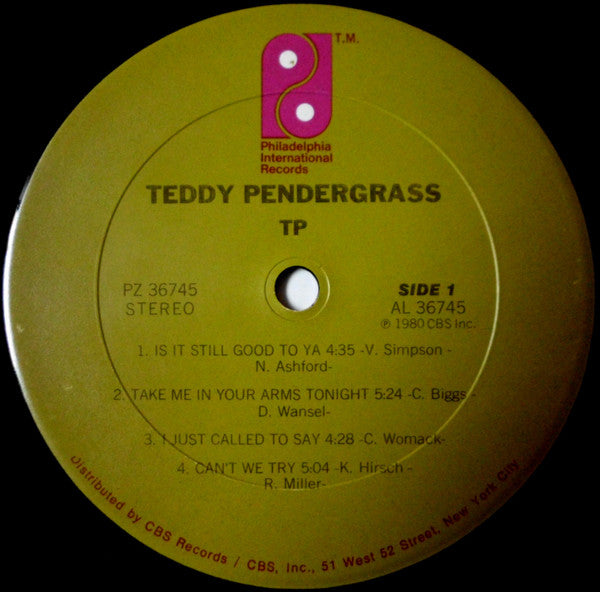 T.M.
Philadelphia
International
Records
TEDDY PENDERGRASS
TP
PZ 36745
STEREO
SIDE 1
AL 36745
℗ 1980 CBS Inc.
1. IS IT STILL GOOD TO YA 4:35 -V. Simpson -
N. Ashford-
2. TAKE ME IN YOUR ARMS TONIGHT 5:24 -C. Biggs -
D. Wansel-
3. I JUST CALLED TO SAY 4:28 -C. Womack-
4. CAN'T WE TRY 5:04 -K. Hirsch -
R. Miller-
Distributed by CBS Records / CBS, Inc., 51 West 52 Street, New York City